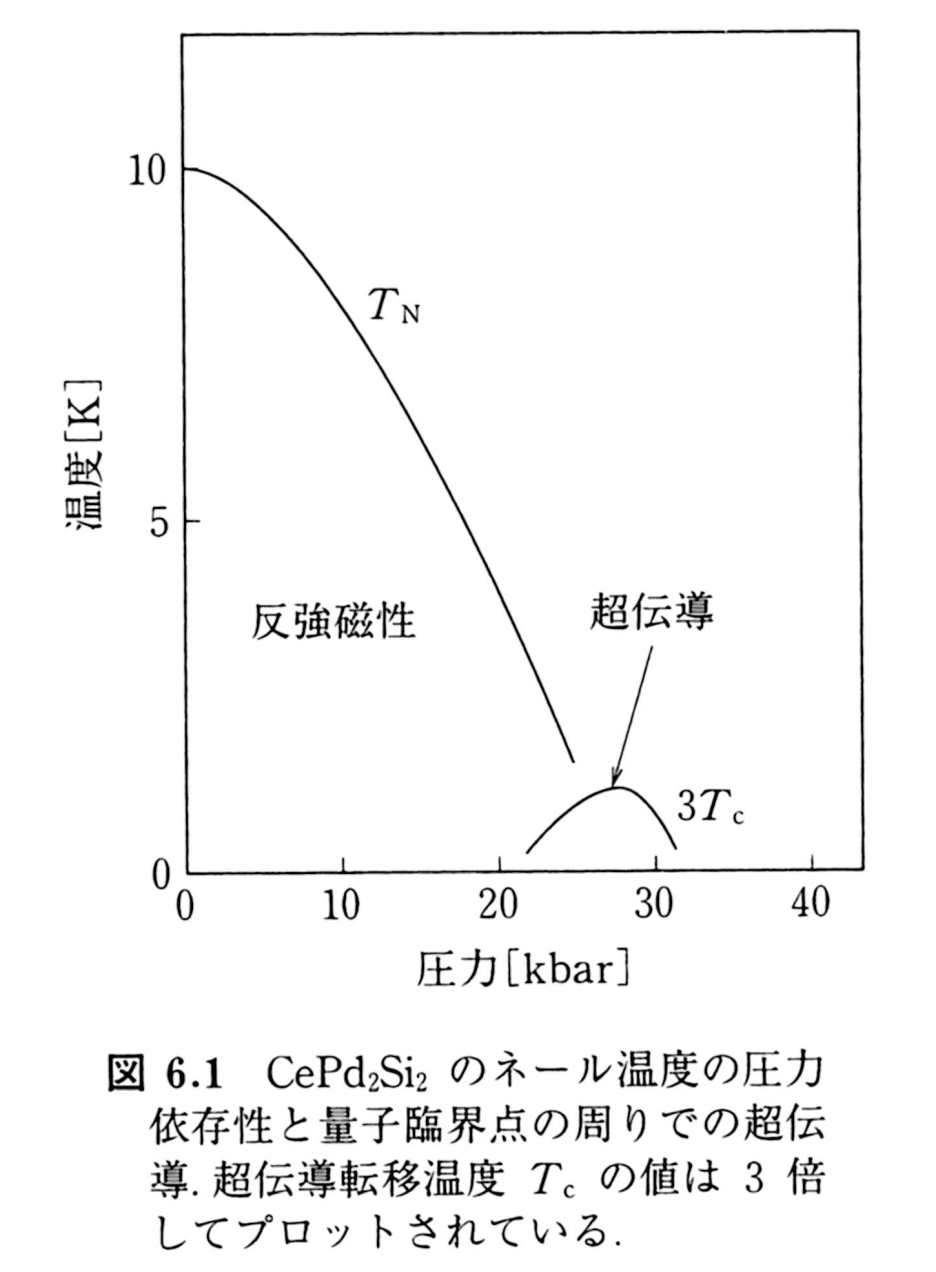 10
T_N
温度[K]
5
反強磁性
超伝導
3T_c
0
0 10 20 30 40
圧力[kbar]
図 6.1 CePd₂Si₂ のネール温度の圧力
依存性と量子臨界点の周りでの超伝
導. 超伝導転移温度 T_c の値は 3 倍
してプロットされている.